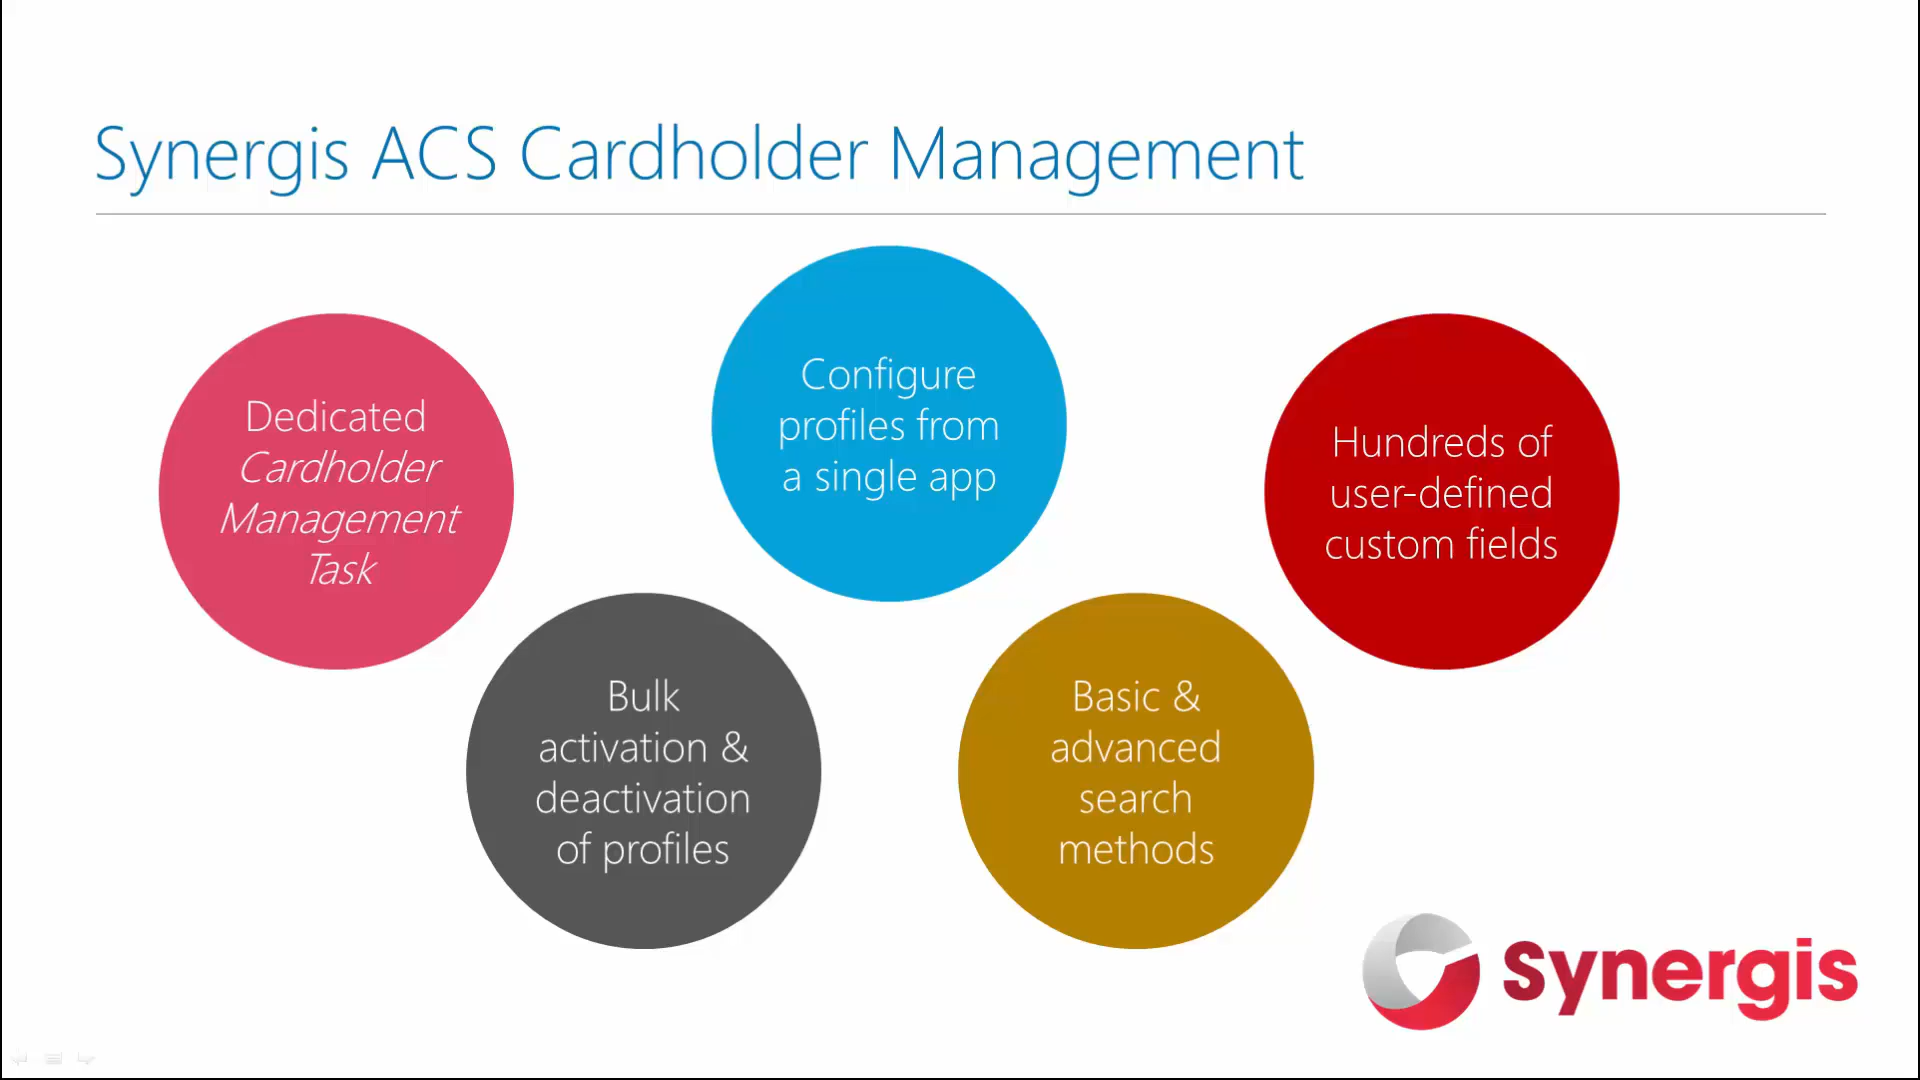 Synergis ACS Cardholder Management
Dedicated
Cardholder
Management
Task
Bulk
activation &
deactivation
of profiles
Configure
profiles from
a single app
Basic &
advanced
search
methods
Hundreds of
user-defined
custom fields
Synergis